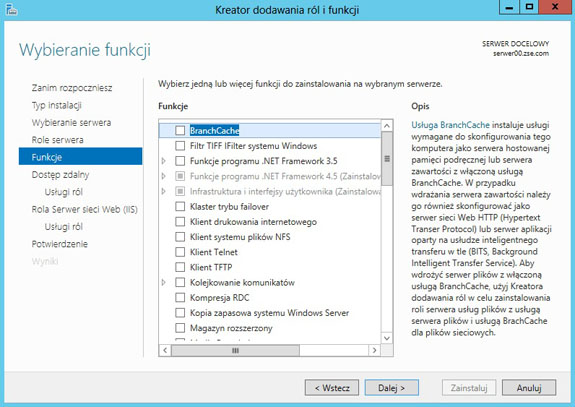 Kreator dodawania ról i funkcji
Wybieranie funkcji
SERWER DOCELOWY
serwer00.zse.com
Zanim rozpoczniesz
Typ instalacji
Wybieranie serwera
Role serwera
Funkcje
Dostęp zdalny
Usługi ról
Rola Serwer sieci Web (IIS)
Usługi ról
Potwierdzenie
Wyniki
Wybierz jedną lub więcej funkcji do zainstalowania na wybranym serwerze.
Funkcje
BranchCache
Filtr TIFF IFilter systemu Windows
Funkcje programu .NET Framework 3.5
Funkcje programu .NET Framework 4.5 (Zainstalow
Infrastruktura i interfejsy użytkownika (Zainstalowa
Klaster trybu failover
Klient drukowania internetowego
Klient systemu plików NFS
Klient Telnet
Klient TFTP
Kolejkowanie komunikatów
Kompresja RDC
Kopia zapasowa systemu Windows Server
Magazyn rozszerzony
Opis
Usługa BranchCache instaluje usługi
wymagane do skonfigurowania tego
komputera jako serwera hostowanej
pamięci podręcznej lub serwera
zawartości z włączoną usługą
BranchCache. W przypadku
wdrażania serwera zawartości należy
go również skonfigurować jako
serwer sieci Web HTTP (Hypertext
Transer Protocol) lub serwer aplikacji
oparty na usłudze inteligentnego
transferu w tle (BITS, Background
Intelligent Transfer Service). Aby
wdrożyć serwer plików z włączoną
usługą BranchCache, użyj Kreatora
dodawania ról w celu zainstalowania
roli serwera usług plików z usługą
serwera plików i usługą BranchCache
dla plików sieciowych.
< Wstecz
Dalej >
Zainstaluj
Anuluj